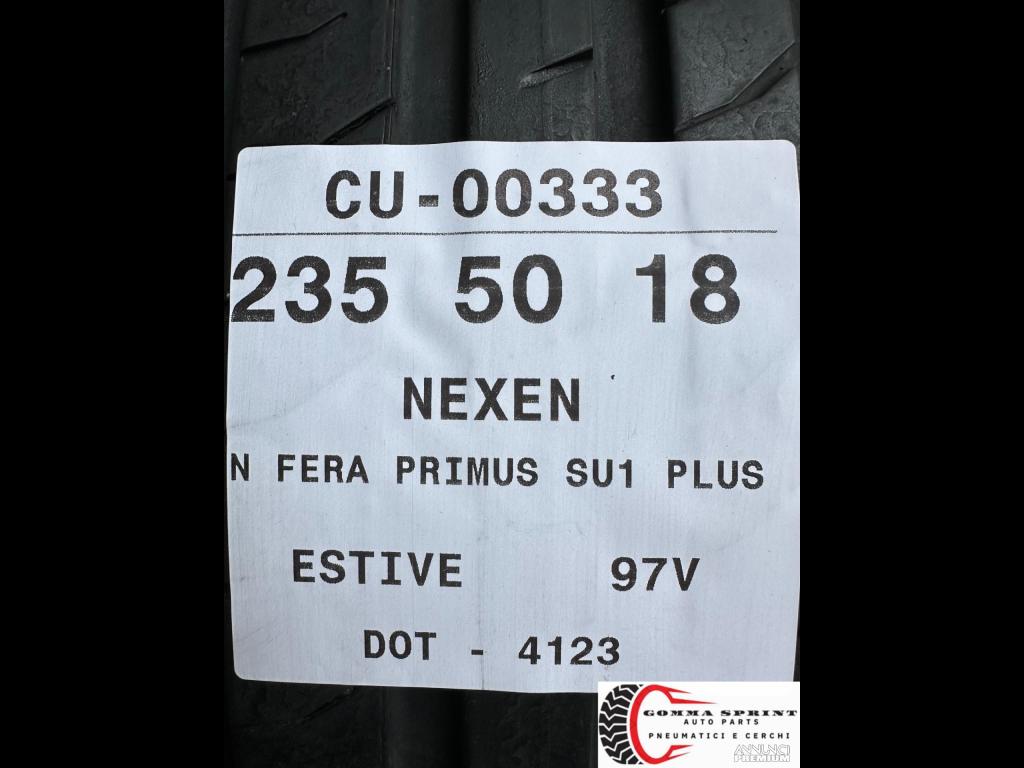 CU-00333
235 50 18
NEXEN
N FERA PRIMUS SU1 PLUS
ESTIVE 97V
DOT - 4123
GOMMA SPRINT
AUTO PARTS
PNEUMATICI E CERCHI
ANNUNCI
PREMIUM